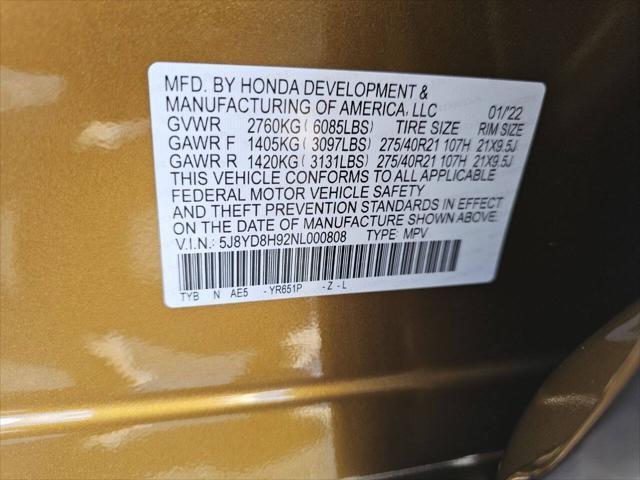 MFD. BY HONDA DEVELOPMENT &
MANUFACTURING OF AMERICA, LLC 01/'22
GVWR 2760KG (6085LBS) TIRE SIZE RIM SIZE
GAWR F 1405KG (3097LBS) 275/40R21 107H 21X9.5J
GAWR R 1420KG (3131LBS) 275/40R21 107H 21X9.5J
THIS VEHICLE CONFORMS TO ALL APPLICABLE
FEDERAL MOTOR VEHICLE SAFETY
AND THEFT PREVENTION STANDARDS IN EFFECT
ON THE DATE OF MANUFACTURE SHOWN ABOVE.
V.I.N.: 5J8YD8H92NL000808 TYPE: MPV
TYB N AE5 -YR651P -Z-L